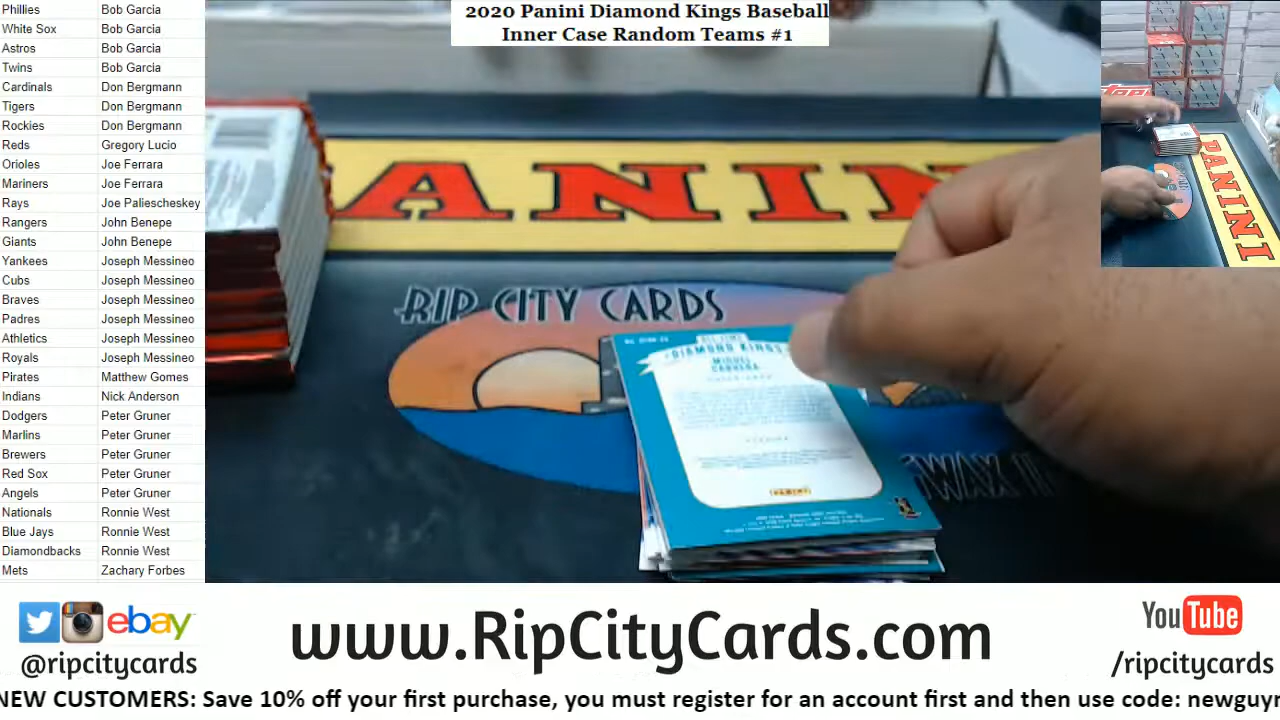 2020 Panini Diamond Kings Baseball
Inner Case Random Teams #1
Phillies Bob Garcia
White Sox Bob Garcia
Astros Bob Garcia
Twins Bob Garcia
Cardinals Don Bergmann
Tigers Don Bergmann
Rockies Don Bergmann
Reds Gregory Lucio
Orioles Joe Ferrara
Mariners Joe Ferrara
Rays Joe Paliescheskey
Rangers John Benepe
Giants John Benepe
Yankees Joseph Messineo
Cubs Joseph Messineo
Braves Joseph Messineo
Padres Joseph Messineo
Athletics Joseph Messineo
Royals Joseph Messineo
Pirates Matthew Gomes
Indians Nick Anderson
Dodgers Peter Gruner
Marlins Peter Gruner
Brewers Peter Gruner
Red Sox Peter Gruner
Angels Peter Gruner
Nationals Ronnie West
Blue Jays Ronnie West
Diamondbacks Ronnie West
Mets Zachary Forbes
ANIN
RIP CITY CARDS
DIAMOND KINGS
MIGUEL
CABRERA
PANINI
PANINI
ebay
@ripcitycards
www.RipCityCards.com
YouTube
/ripcitycards
NEW CUSTOMERS: Save 10% off your first purchase, you must register for an account first and then use code: newguyr